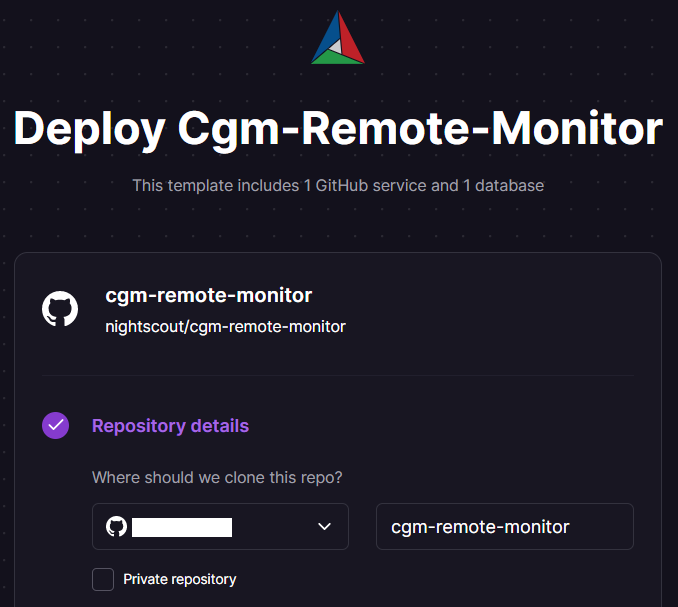 Deploy Cgm-Remote-Monitor
This template includes 1 GitHub service and 1 database
cgm-remote-monitor
nightscout/cgm-remote-monitor
Repository details
Where should we clone this repo?
cgm-remote-monitor
Private repository